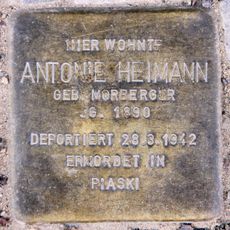 HIER WOHNTE
ANTONIE HEIMANN
GEB. MORBERGER
JG. 1890
DEPORTIERT 28.3.1942
ERMORDET IN
PIASKI